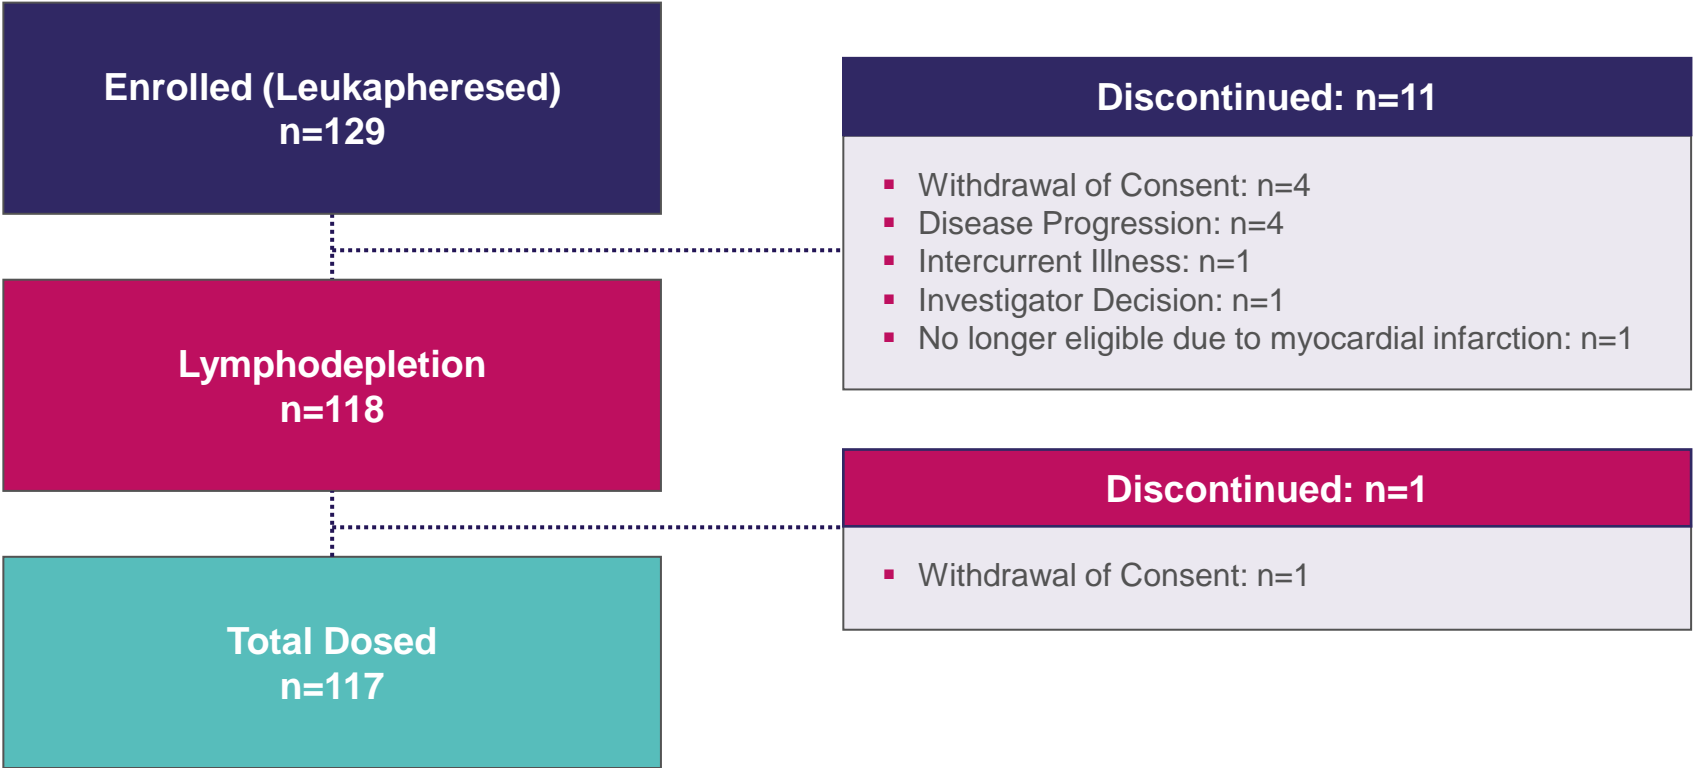 Enrolled (Leukapheresed)
n=129
Discontinued: n=11
▪ Withdrawal of Consent: n=4
▪ Disease Progression: n=4
▪ Intercurrent Illness: n=1
▪ Investigator Decision: n=1
▪ No longer eligible due to myocardial infarction: n=1
Lymphodepletion
n=118
Discontinued: n=1
▪ Withdrawal of Consent: n=1
Total Dosed
n=117